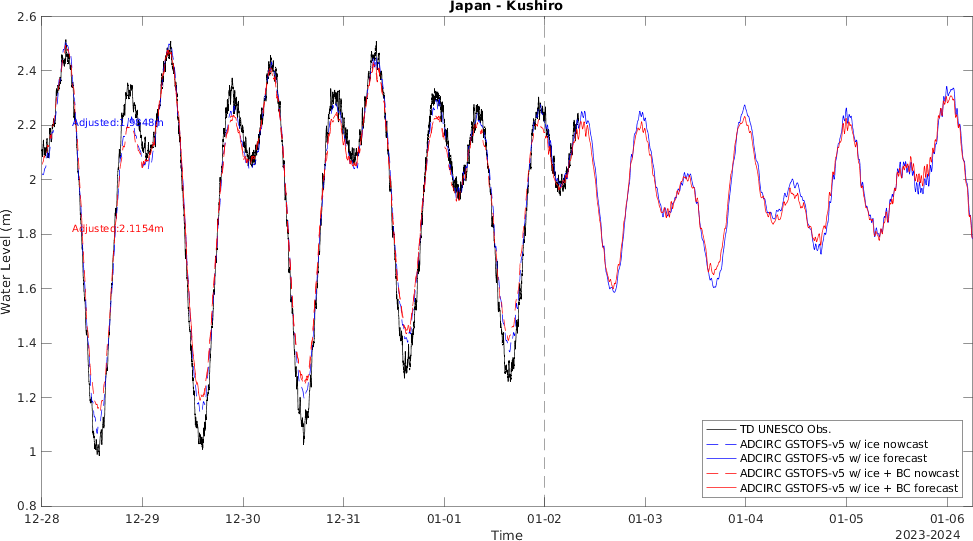 Japan - Kushiro
2.6
2.4
2.2
2
1.8
1.6
1.4
1.2
1
0.8
Water Level (m)
Adjusted:1.9648m
Adjusted:2.1154m
TD UNESCO Obs.
ADCIRC GSTOFS-v5 w/ ice nowcast
ADCIRC GSTOFS-v5 w/ ice forecast
ADCIRC GSTOFS-v5 w/ ice + BC nowcast
ADCIRC GSTOFS-v5 w/ ice + BC forecast
12-28 12-29 12-30 12-31 01-01 01-02 01-03 01-04 01-05 01-06
Time
2023-2024